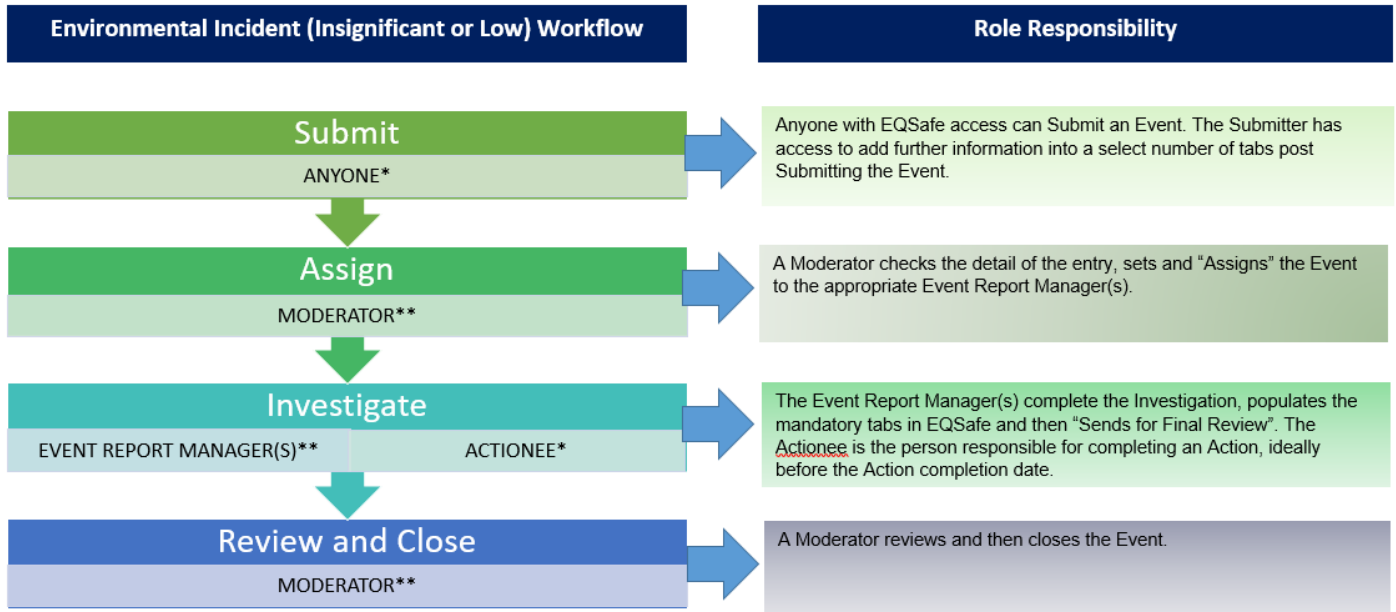 Environmental Incident (Insignificant or Low) Workflow
Role Responsibility
Submit
ANYONE*
Anyone with EQSafe access can Submit an Event. The Submitter has
access to add further information into a select number of tabs post
Submitting the Event.
Assign
MODERATOR**
A Moderator checks the detail of the entry, sets and “Assigns” the Event
to the appropriate Event Report Manager(s).
Investigate
EVENT REPORT MANAGER(S)**
ACTIONEE*
The Event Report Manager(s) complete the Investigation, populates the
mandatory tabs in EQSafe and then “Sends for Final Review”. The
Actionee is the person responsible for completing an Action, ideally
before the Action completion date.
Review and Close
MODERATOR**
A Moderator reviews and then closes the Event.